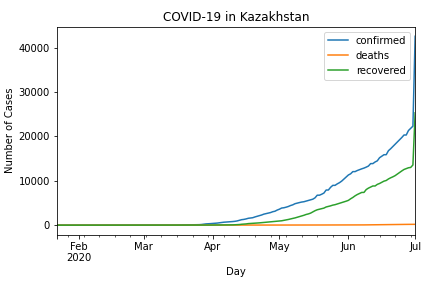 COVID-19 in Kazakhstan
confirmed
deaths
recovered
Number of Cases
40000
30000
20000
10000
0
Feb
2020
Mar
Apr
May
Jun
Jul
Day